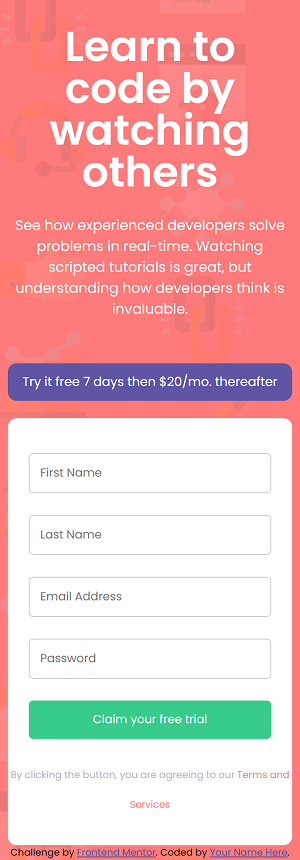 Learn to
code by
watching
others
See how experienced developers solve
problems in real-time. Watching
scripted tutorials is great, but
understanding how developers think is
invaluable.
Try it free 7 days then $20/mo. thereafter
First Name
Last Name
Email Address
Password
Claim your free trial
By clicking the button, you are agreeing to our Terms and
Services
Challenge by Frontend Mentor. Coded by Your Name Here.